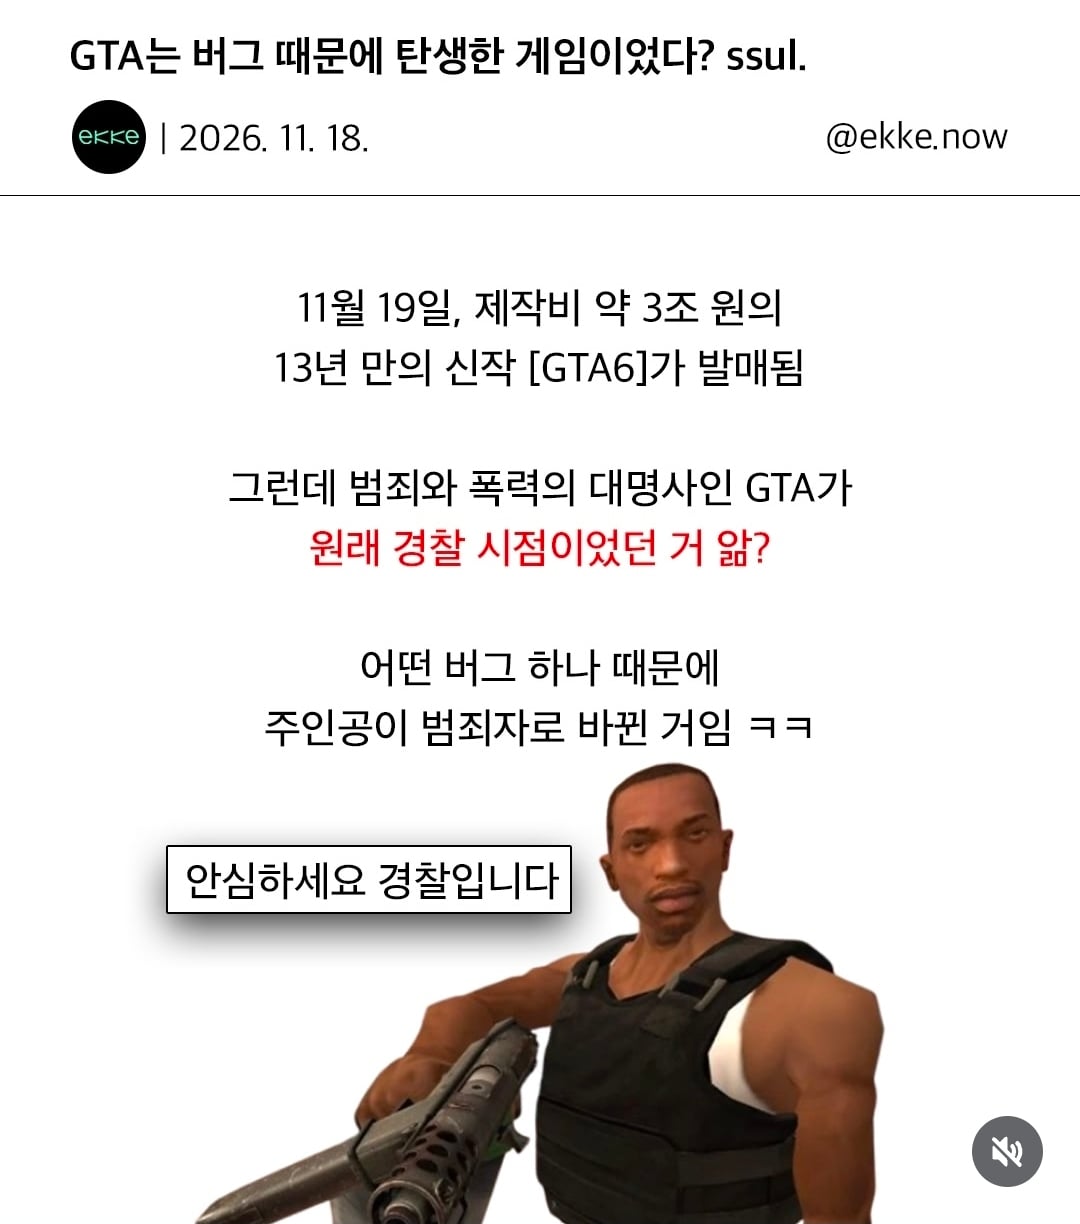 GTA는 버그 때문에 탄생한 게임이었다? ssul.
ekke | 2026. 11. 18.
@ekke.now
11월 19일, 제작비 약 3조 원의
13년 만의 신작 [GTA6]가 발매됨
그런데 범죄와 폭력의 대명사인 GTA가
원래 경찰 시점이었던 거 앎?
어떤 버그 하나 때문에
주인공이 범죄자로 바뀐 거임 ㅋㅋ
안심하세요 경찰입니다